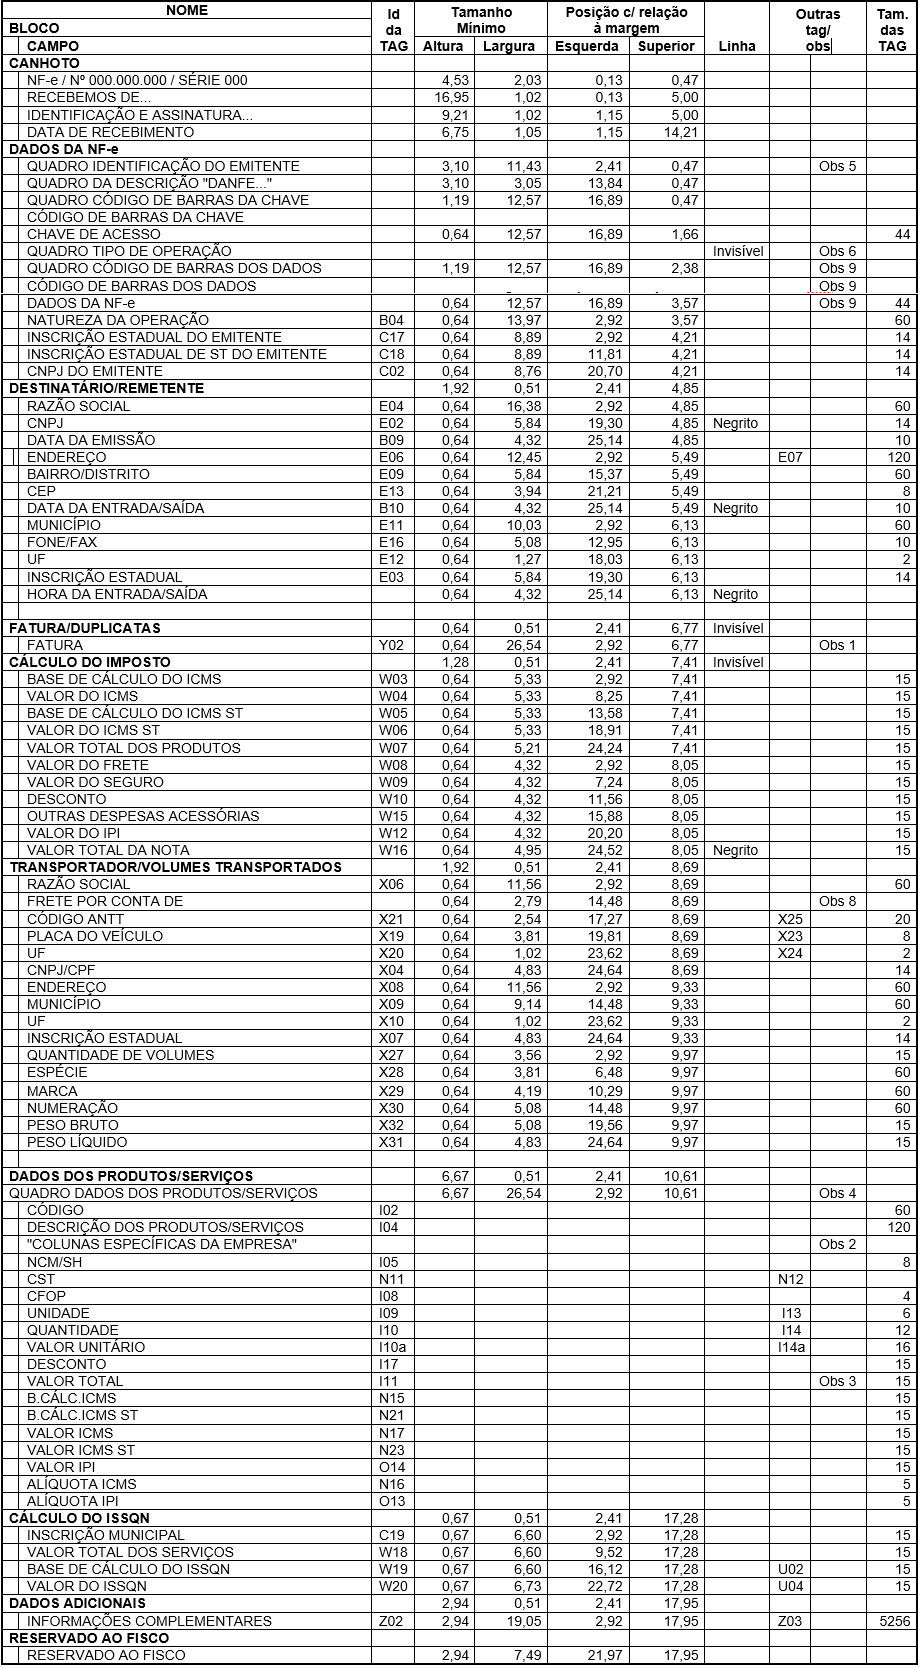 NOME Id da TAG Tamanho Mínimo Posição c/ relação à margem Linha Outras tag/ obs Tam. das TAG
BLOCO
CAMPO Altura Largura Esquerda Superior
CANHOTO
NF-e / Nº 000.000.000 / SÉRIE 000 4,53 2,03 0,13 0,47
RECEBEMOS DE... 16,95 1,02 0,13 5,00
IDENTIFICAÇÃO E ASSINATURA... 9,21 1,02 1,15 5,00
DATA DE RECEBIMENTO 6,75 1,05 1,15 14,21
DADOS DA NF-e
QUADRO IDENTIFICAÇÃO DO EMITENTE 3,10 11,43 2,41 0,47 Obs 5
QUADRO DA DESCRIÇÃO "DANFE..." 3,10 3,05 13,84 0,47
QUADRO CÓDIGO DE BARRAS DA CHAVE 1,19 12,57 16,89 0,47
CÓDIGO DE BARRAS DA CHAVE
CHAVE DE ACESSO 0,64 12,57 16,89 1,66 44
QUADRO TIPO DE OPERAÇÃO Invisível Obs 6
QUADRO CÓDIGO DE BARRAS DOS DADOS 1,19 12,57 16,89 2,38 Obs 9
CÓDIGO DE BARRAS DOS DADOS Obs 9
DADOS DA NF-e 0,64 12,57 16,89 3,57 Obs 9 44
NATUREZA DA OPERAÇÃO B04 0,64 13,97 2,92 3,57 60
INSCRIÇÃO ESTADUAL DO EMITENTE C17 0,64 8,89 2,92 4,21 14
INSCRIÇÃO ESTADUAL DE ST DO EMITENTE C18 0,64 8,89 11,81 4,21 14
CNPJ DO EMITENTE C02 0,64 8,76 20,70 4,21 14
DESTINATÁRIO/REMETENTE 1,92 0,51 2,41 4,85
RAZÃO SOCIAL E04 0,64 16,38 2,92 4,85 60
CNPJ E02 0,64 5,84 19,30 4,85 Negrito 14
DATA DA EMISSÃO B09 0,64 4,32 25,14 4,85 10
ENDEREÇO E06 0,64 12,45 2,92 5,49 E07 120
BAIRRO/DISTRITO E09 0,64 5,84 15,37 5,49 60
CEP E13 0,64 3,94 21,21 5,49 8
DATA DA ENTRADA/SAÍDA B10 0,64 4,32 25,14 5,49 Negrito 10
MUNICÍPIO E11 0,64 10,03 2,92 6,13 60
FONE/FAX E16 0,64 5,08 12,95 6,13 10
UF E12 0,64 1,27 18,03 6,13 2
INSCRIÇÃO ESTADUAL E03 0,64 5,84 19,30 6,13 14
HORA DA ENTRADA/SAÍDA 0,64 4,32 25,14 6,13 Negrito
FATURA/DUPLICATAS 0,64 0,51 2,41 6,77 Invisível
FATURA Y02 0,64 26,54 2,92 6,77 Obs 1
CÁLCULO DO IMPOSTO 1,28 0,51 2,41 7,41 Invisível
BASE DE CÁLCULO DO ICMS W03 0,64 5,33 2,92 7,41 15
VALOR DO ICMS W04 0,64 5,33 8,25 7,41 15
BASE DE CÁLCULO DO ICMS ST W05 0,64 5,33 13,58 7,41 15
VALOR DO ICMS ST W06 0,64 5,33 18,91 7,41 15
VALOR TOTAL DOS PRODUTOS W07 0,64 5,21 24,24 7,41 15
VALOR DO FRETE W08 0,64 4,32 2,92 8,05 15
VALOR DO SEGURO W09 0,64 4,32 7,24 8,05 15
DESCONTO W10 0,64 4,32 11,56 8,05 15
OUTRAS DESPESAS ACESSÓRIAS W15 0,64 4,32 15,88 8,05 15
VALOR DO IPI W12 0,64 4,32 20,20 8,05 15
VALOR TOTAL DA NOTA W16 0,64 4,95 24,52 8,05 Negrito 15
TRANSPORTADOR/VOLUMES TRANSPORTADOS 1,92 0,51 2,41 8,69
RAZÃO SOCIAL X06 0,64 11,56 2,92 8,69 60
FRETE POR CONTA DE 0,64 2,79 14,48 8,69 Obs 8
CÓDIGO ANTT X21 0,64 2,54 17,27 8,69 X25 20
PLACA DO VEÍCULO X19 0,64 3,81 19,81 8,69 X23 8
UF X20 0,64 1,02 23,62 8,69 X24 2
CNPJ/CPF X04 0,64 4,83 24,64 8,69 14
ENDEREÇO X08 0,64 11,56 2,92 9,33 60
MUNICÍPIO X09 0,64 9,14 14,48 9,33 60
UF X10 0,64 1,02 23,62 9,33 2
INSCRIÇÃO ESTADUAL X07 0,64 4,83 24,64 9,33 14
QUANTIDADE DE VOLUMES X27 0,64 3,56 2,92 9,97 15
ESPÉCIE X28 0,64 3,81 6,48 9,97 60
MARCA X29 0,64 4,19 10,29 9,97 60
NUMERAÇÃO X30 0,64 5,08 14,48 9,97 60
PESO BRUTO X32 0,64 5,08 19,56 9,97 15
PESO LÍQUIDO X31 0,64 4,83 24,64 9,97 15
DADOS DOS PRODUTOS/SERVIÇOS 6,67 0,51 2,41 10,61
QUADRO DADOS DOS PRODUTOS/SERVIÇOS 6,67 26,54 2,92 10,61 Obs 4
CÓDIGO I02 60
DESCRIÇÃO DOS PRODUTOS/SERVIÇOS I04 120
"COLUNAS ESPECÍFICAS DA EMPRESA" Obs 2
NCM/SH I05 8
CST N11 N12
CFOP I08 4
UNIDADE I09 I13 6
QUANTIDADE I10 I14 12
VALOR UNITÁRIO I10a I14a 16
DESCONTO I17 15
VALOR TOTAL I11 Obs 3 15
B.CÁLC.ICMS N15 15
B.CÁLC.ICMS ST N21 15
VALOR ICMS N17 15
VALOR ICMS ST N23 15
VALOR IPI O14 15
ALÍQUOTA ICMS N16 5
ALÍQUOTA IPI O13 5
CÁLCULO DO ISSQN 0,67 0,51 2,41 17,28
INSCRIÇÃO MUNICIPAL C19 0,67 6,60 2,92 17,28 15
VALOR TOTAL DOS SERVIÇOS W18 0,67 6,60 9,52 17,28 15
BASE DE CÁLCULO DO ISSQN W19 0,67 6,60 16,12 17,28 U02 15
VALOR DO ISSQN W20 0,67 6,73 22,72 17,28 U04 15
DADOS ADICIONAIS 2,94 0,51 2,41 17,95
INFORMAÇÕES COMPLEMENTARES Z02 2,94 19,05 2,92 17,95 Z03 5256
RESERVADO AO FISCO
RESERVADO AO FISCO 2,94 7,49 21,97 17,95